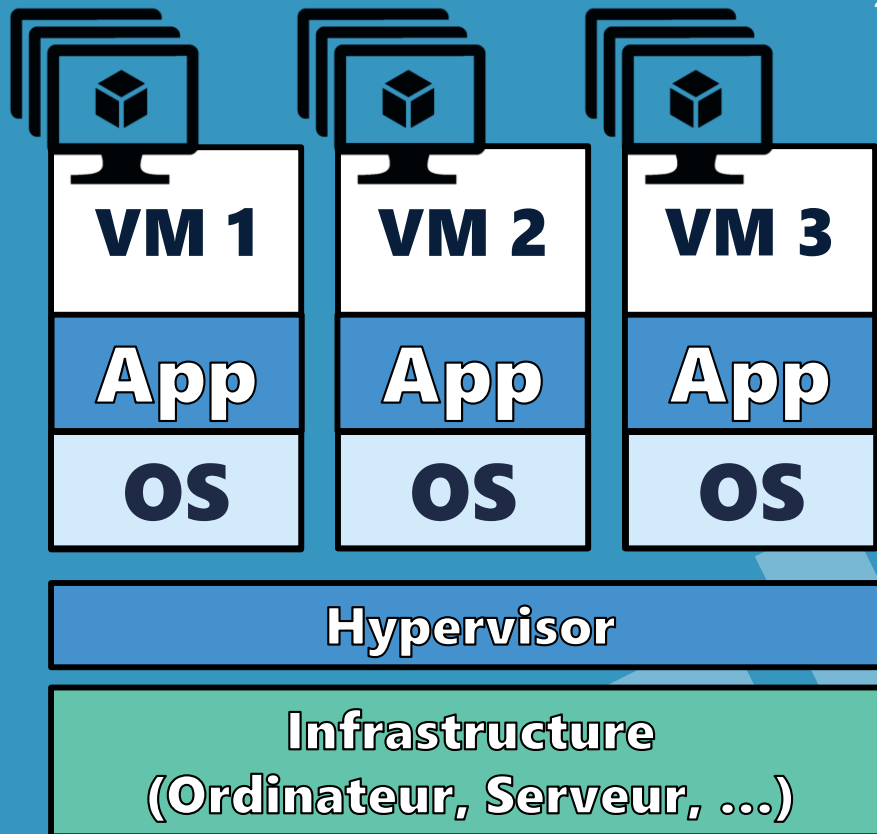 VM 1 VM 2 VM 3
App App App
OS OS OS
Hypervisor
Infrastructure
(Ordinateur, Serveur, ...)